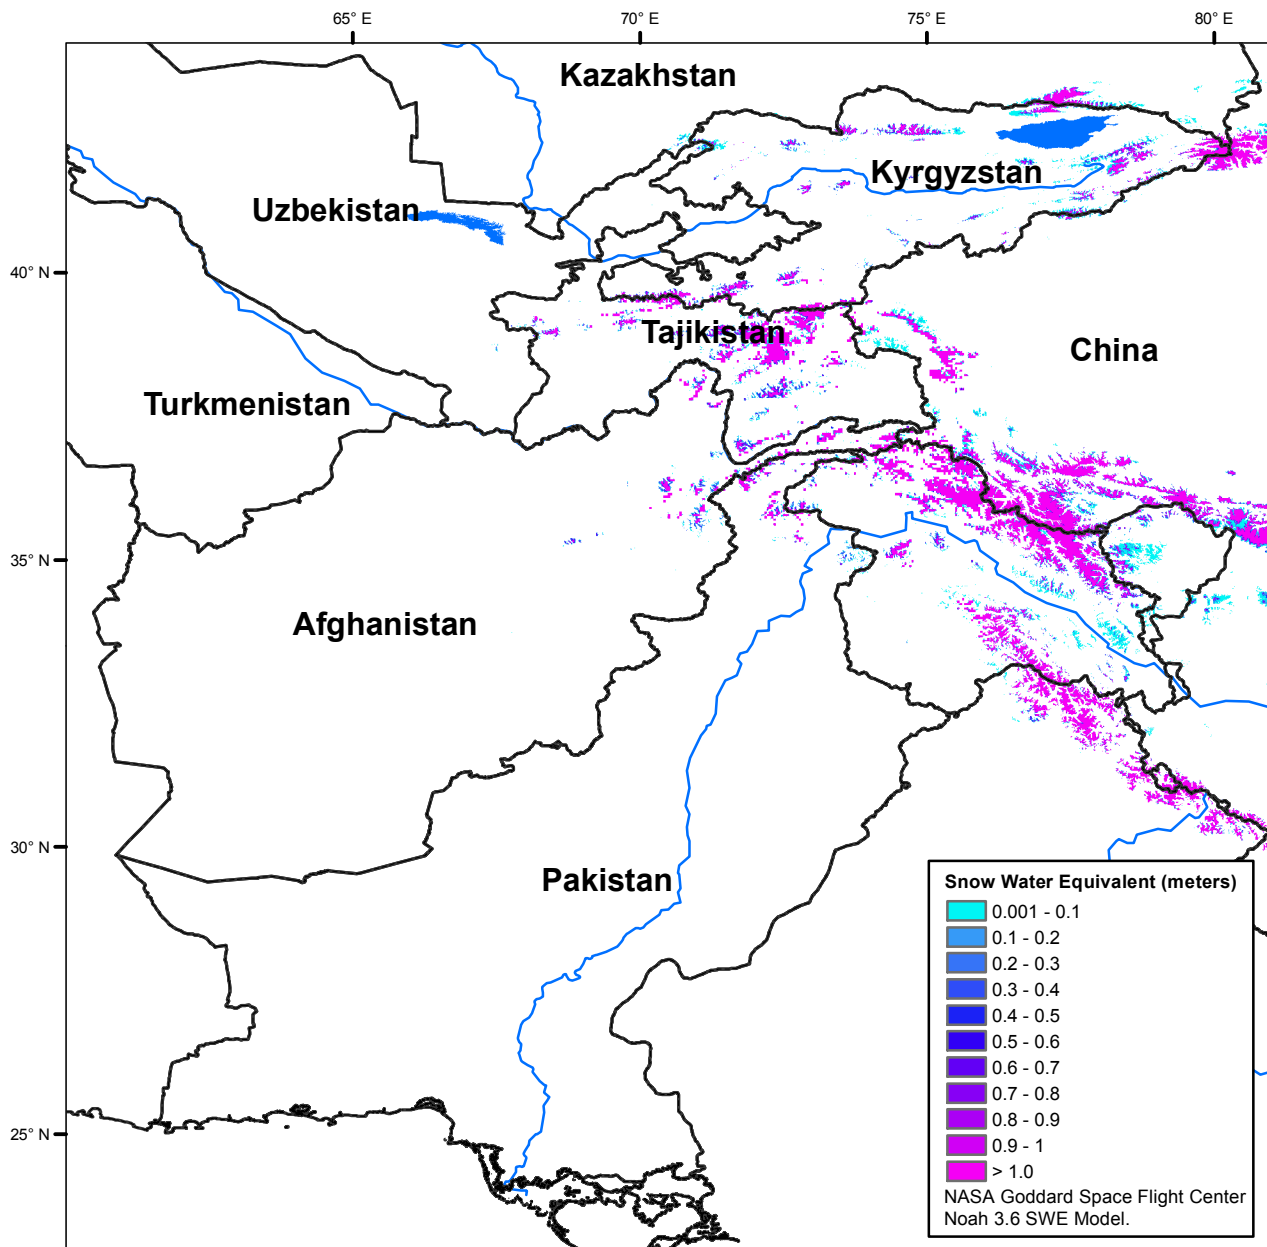 65° E
70° E
75° E
80° E
Kazakhstan
Kyrgyzstan
Uzbekistan
40° N
Tajikistan
China
Turkmenistan
35° N
Afghanistan
30° N
Pakistan
25° N
Snow Water Equivalent (meters)
0.001 - 0.1
0.1 - 0.2
0.2 - 0.3
0.3 - 0.4
0.4 - 0.5
0.5 - 0.6
0.6 - 0.7
0.7 - 0.8
0.8 - 0.9
0.9 - 1
> 1.0
NASA Goddard Space Flight Center
Noah 3.6 SWE Model.